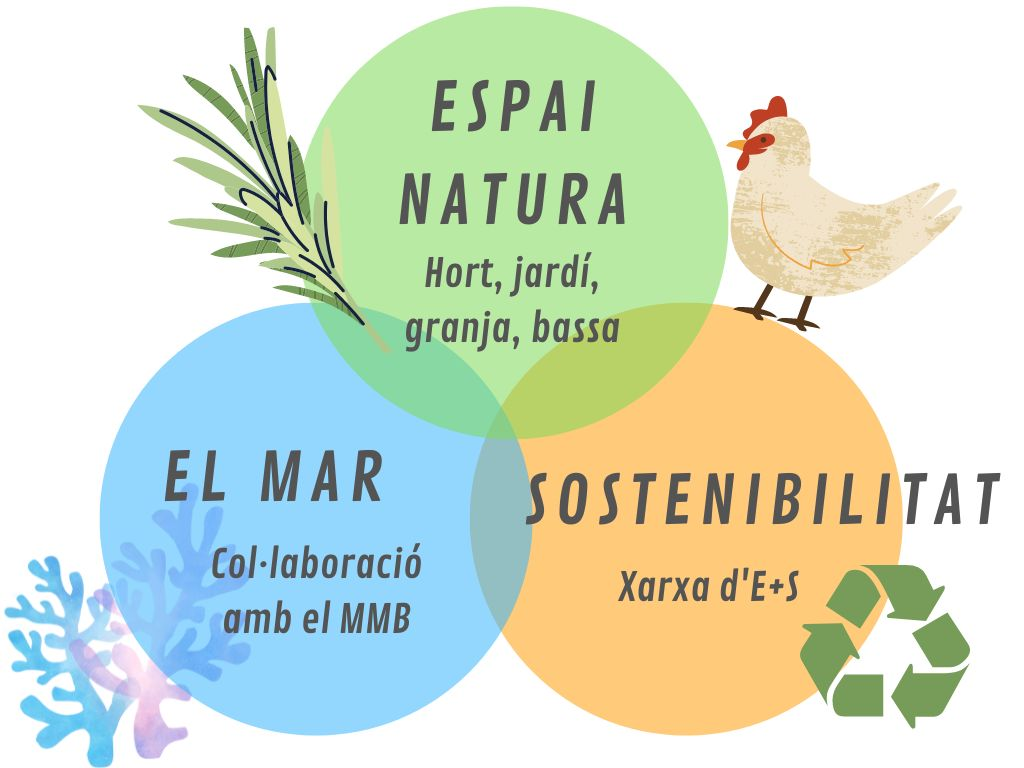 ESPAI
NATURA
Hort, jardí,
granja, bassa
EL MAR
Col·laboració
amb el MMB
SOSTENIBILITAT
Xarxa d'E+S